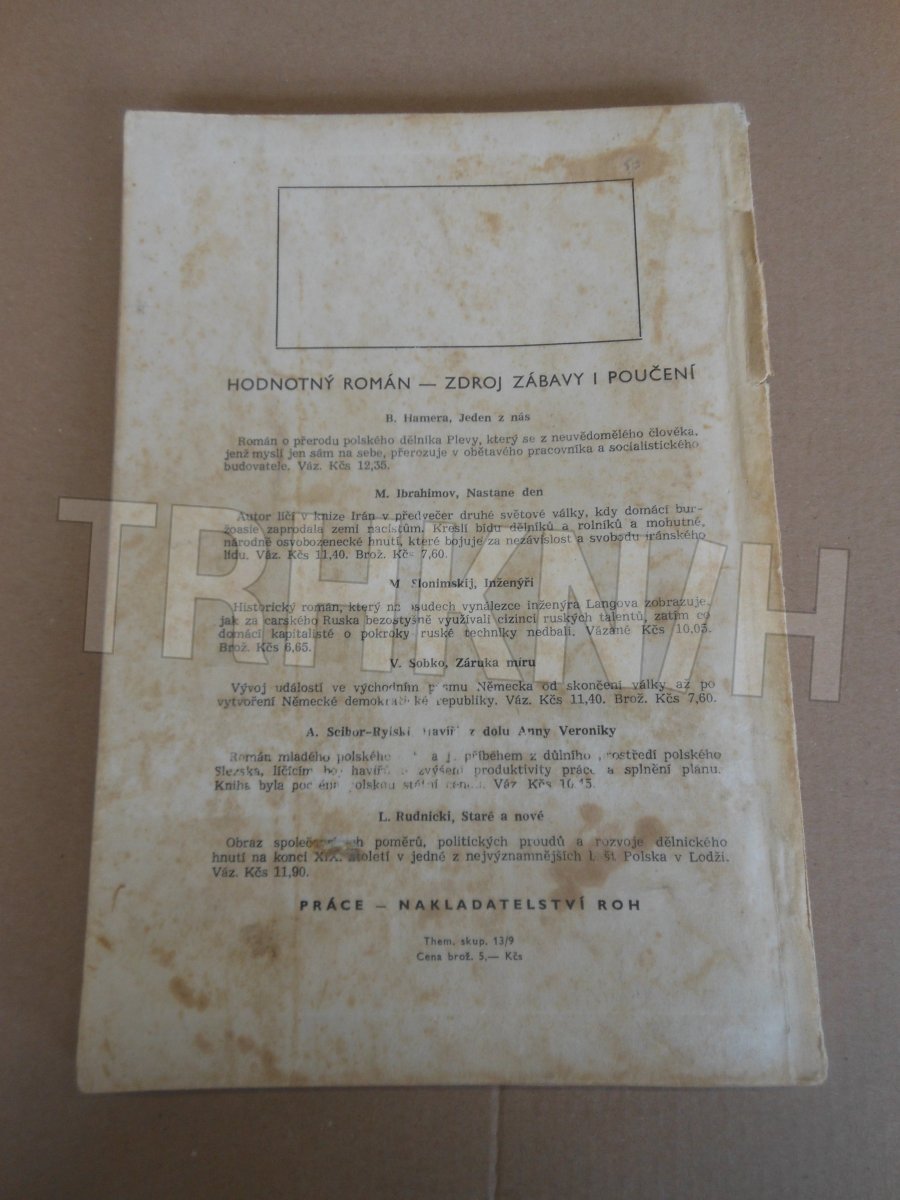 HODNOTNÝ ROMÁN — ZDROJ ZÁBAVY I POUČENÍ
B. Hamera, Jeden z nás
Román o přerodu polského dělníka Plevy, který se z neuvědomělého člověka,
jenž myslí jen sám na sebe, přerozuje v obětavého pracovníka a socialistického
budovatele. Váz. Kčs 12,35.
M. Ibrahimov, Nastane den
Autor líčí v knize Irán v předvečer druhé světové války, kdy domácí bur-
žoasie zaprodala zemi nacistům. Kreslí bídu dělníků a rolníků a mohutné,
národně osvobozenecké hnutí, které bojuje za nezávislost a svobodu íránského
lidu. Váz. Kčs 11,40. Brož. Kčs 7,60.
M. Slonimskij, Inženýři
Historický román, který na osudech vynálezce inženýra Langova zobrazuje,
jak za carského Ruska bezostyšně využívali cizinci ruských talentů, zatím co
domácí kapitalisté o pokroky ruské techniky nedbali. Vázané Kčs 10,05.
Brož. Kčs 6,65.
V. Sobko, Záruka míru
Vývoj událostí ve východním pásmu Německa od skončení války až po
vytvoření Německé demokratické republiky. Váz. Kčs 11,40. Brož. Kčs 7,60.
A. Scibor-Rylski, z dolu Anny Veroniky
Román mladého polského a je příběhem z důlního prostředí polského
Slezska, líčícím boj havířů o zvýšení produktivity práce a splnění plánu.
Kniha byla poctěna polskou státní cenou. Váz. Kčs
L. Rudnicki, Staré a nové
Obraz společenských poměrů, politických proudů a rozvoje dělnického
hnutí na konci XIX. století v jedné z nejvýznamnějších b. št. Polska v Lodži.
Váz. Kčs 11,90.
PRÁCE — NAKLADATELSTVÍ ROH
Them. skup. 13/9
Cena brož. 5,— Kčs
TRHKNIH